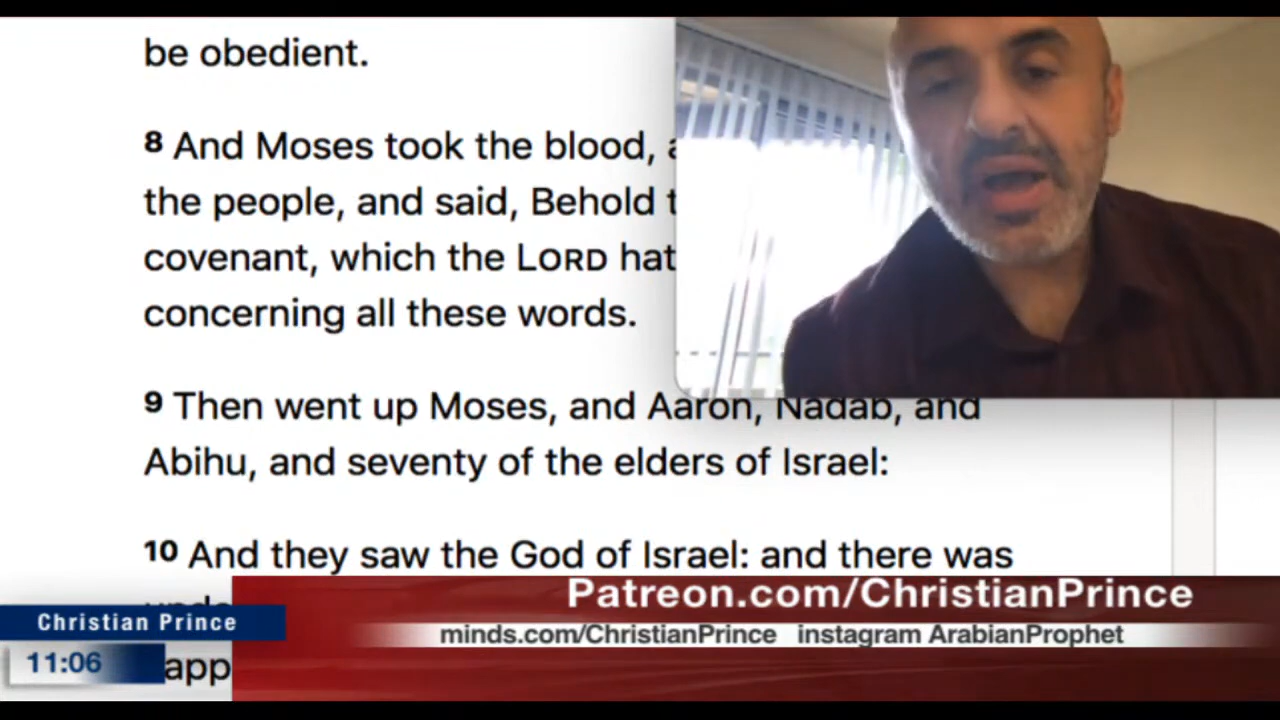 be obedient.
8 And Moses took the blood,
the people, and said, Behold
covenant, which the LORD
concerning all these words.
9 Then went up Moses, and Aaron, Nadab, and
Abihu, and seventy of the elders of Israel:
10 And they saw the God of Israel: and there was
Patreon.com/ChristianPrince
Christian Prince
minds.com/ChristianPrince instagram ArabianProphet
11:06